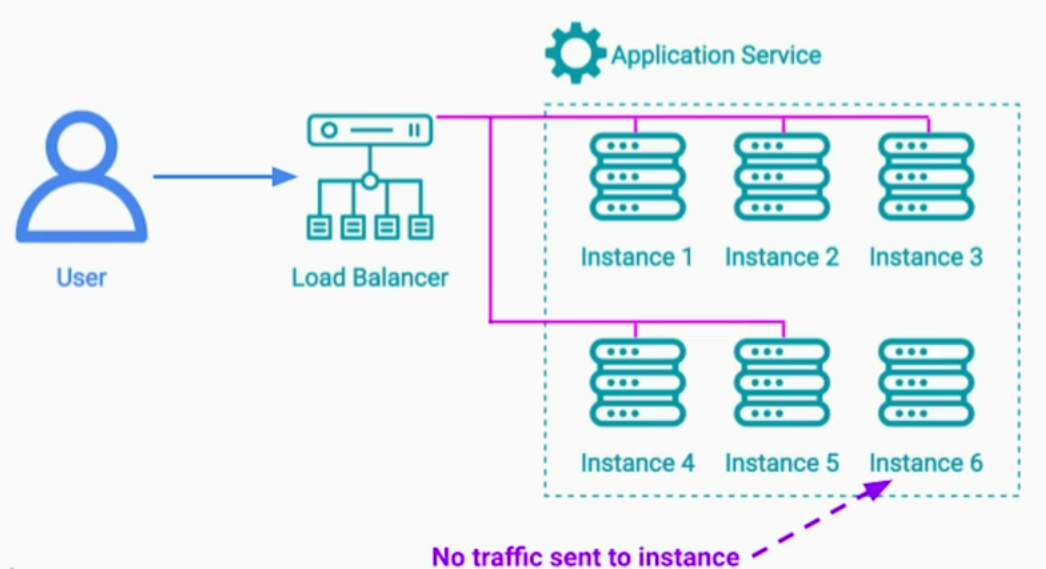 Application Service
User
Load Balancer
Instance 1
Instance 2
Instance 3
Instance 4
Instance 5
Instance 6
No traffic sent to instance